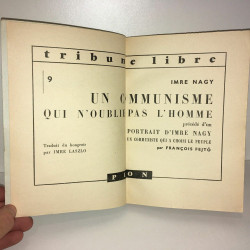 tribune libre
9
IMRE NAGY
UN COMMUNISME
QUI N'OUBLIE PAS L'HOMME
précédé d'un
PORTRAIT D'IMRE NAGY
UN COMMUNISTE QUI A CHOISI LE PEUPLE
par FRANÇOIS FEJTÖ
Traduit du hongrois
par IMRE LASZLO
PLON